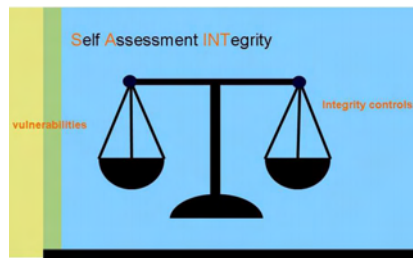 Self Assessment INTegrity
Integrity controls
vulnerabilities